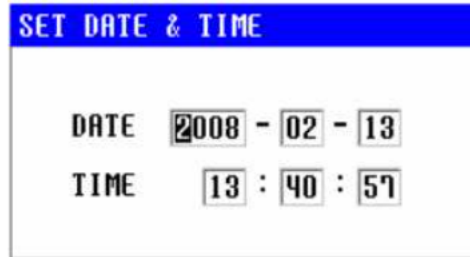 SET DATE & TIME
DATE 2008 - 02 - 13
TIME 13 : 40 : 57